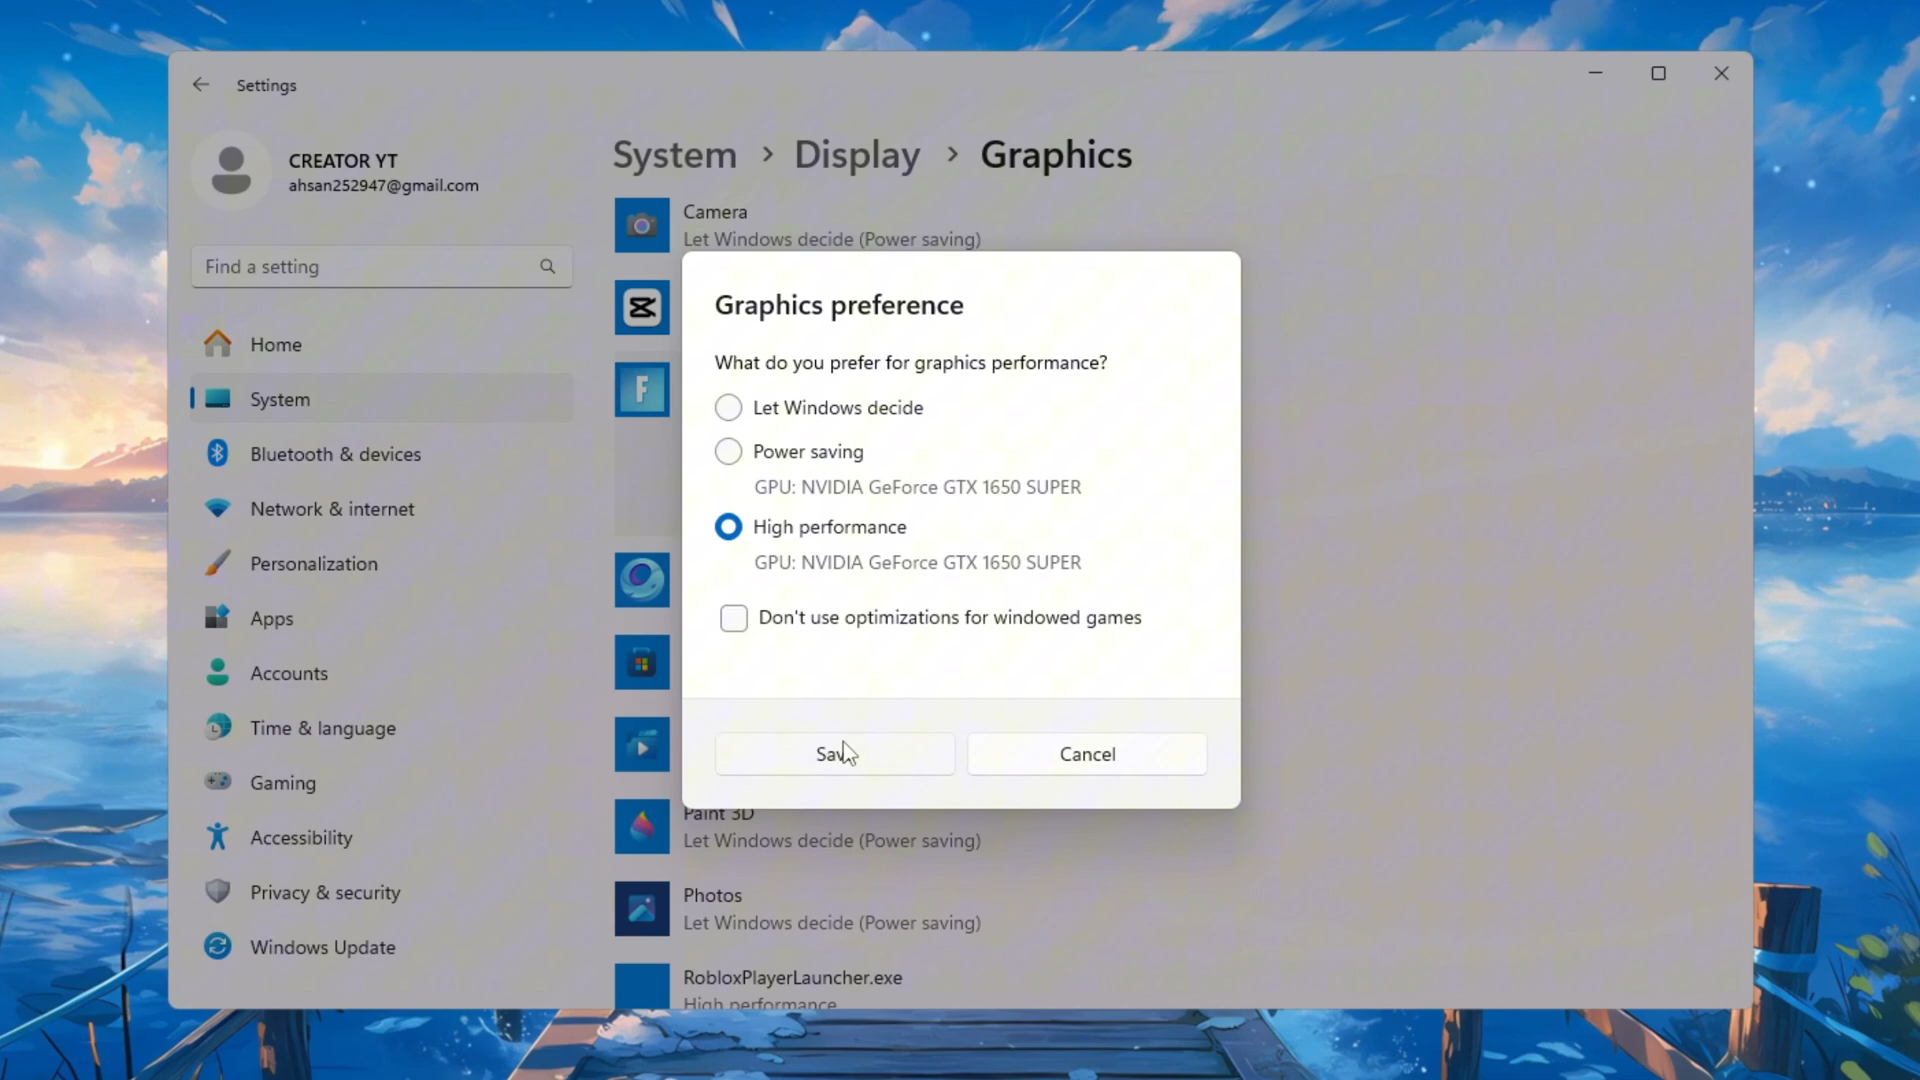 Settings
CREATOR YT
ahsan252947@gmail.com
Find a setting
Home
System
Bluetooth & devices
Network & internet
Personalization
Apps
Accounts
Time & language
Gaming
Accessibility
Privacy & security
Windows Update
System > Display > Graphics
Camera
Let Windows decide (Power saving)
F
Graphics preference
What do you prefer for graphics performance?
Let Windows decide
Power saving
GPU: NVIDIA GeForce GTX 1650 SUPER
High performance
GPU: NVIDIA GeForce GTX 1650 SUPER
Don't use optimizations for windowed games
Save
Cancel
Paint 3D
Let Windows decide (Power saving)
Photos
Let Windows decide (Power saving)
RobloxPlayerLauncher.exe
High performance